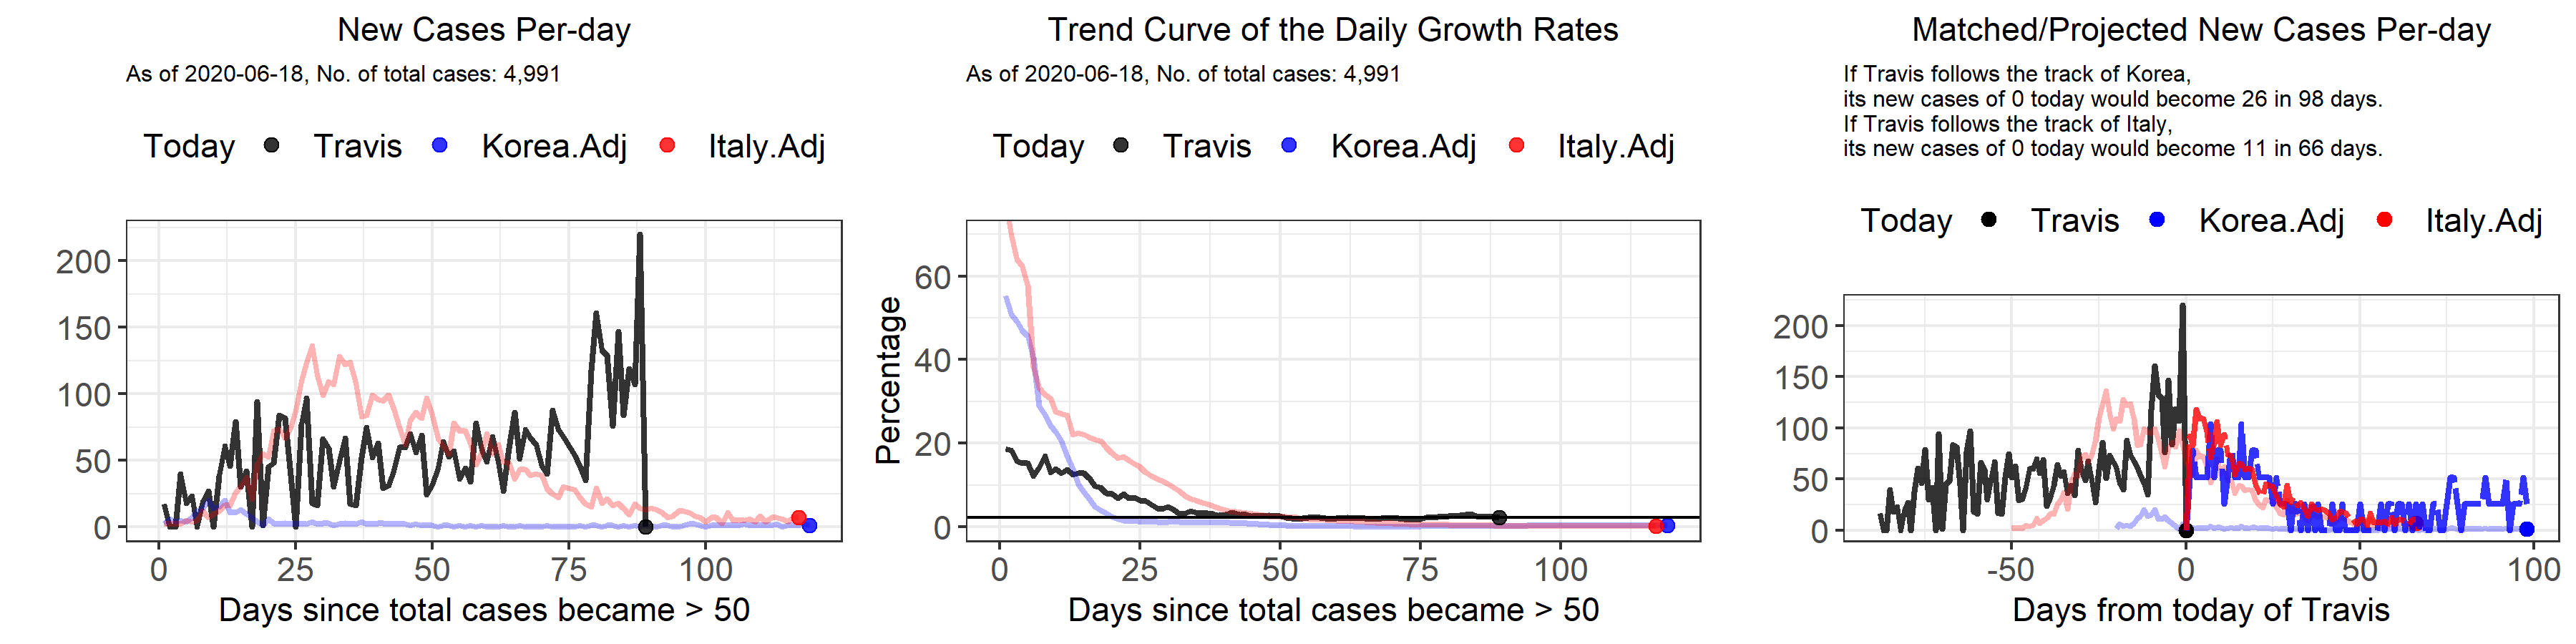 New Cases Per-day
As of 2020-06-18, No. of total cases: 4,991
Today Travis Korea.Adj Italy.Adj
200
150
100
50
0
0 25 50 75 100
Days since total cases became > 50
Trend Curve of the Daily Growth Rates
As of 2020-06-18, No. of total cases: 4,991
Today Travis Korea.Adj Italy.Adj
Percentage
60
40
20
0
0 25 50 75 100
Days since total cases became > 50
Matched/Projected New Cases Per-day
If Travis follows the track of Korea,
its new cases of 0 today would become 26 in 98 days.
If Travis follows the track of Italy,
its new cases of 0 today would become 11 in 66 days.
Today Travis Korea.Adj Italy.Adj
200
150
100
50
0
-50 0 50 100
Days from today of Travis